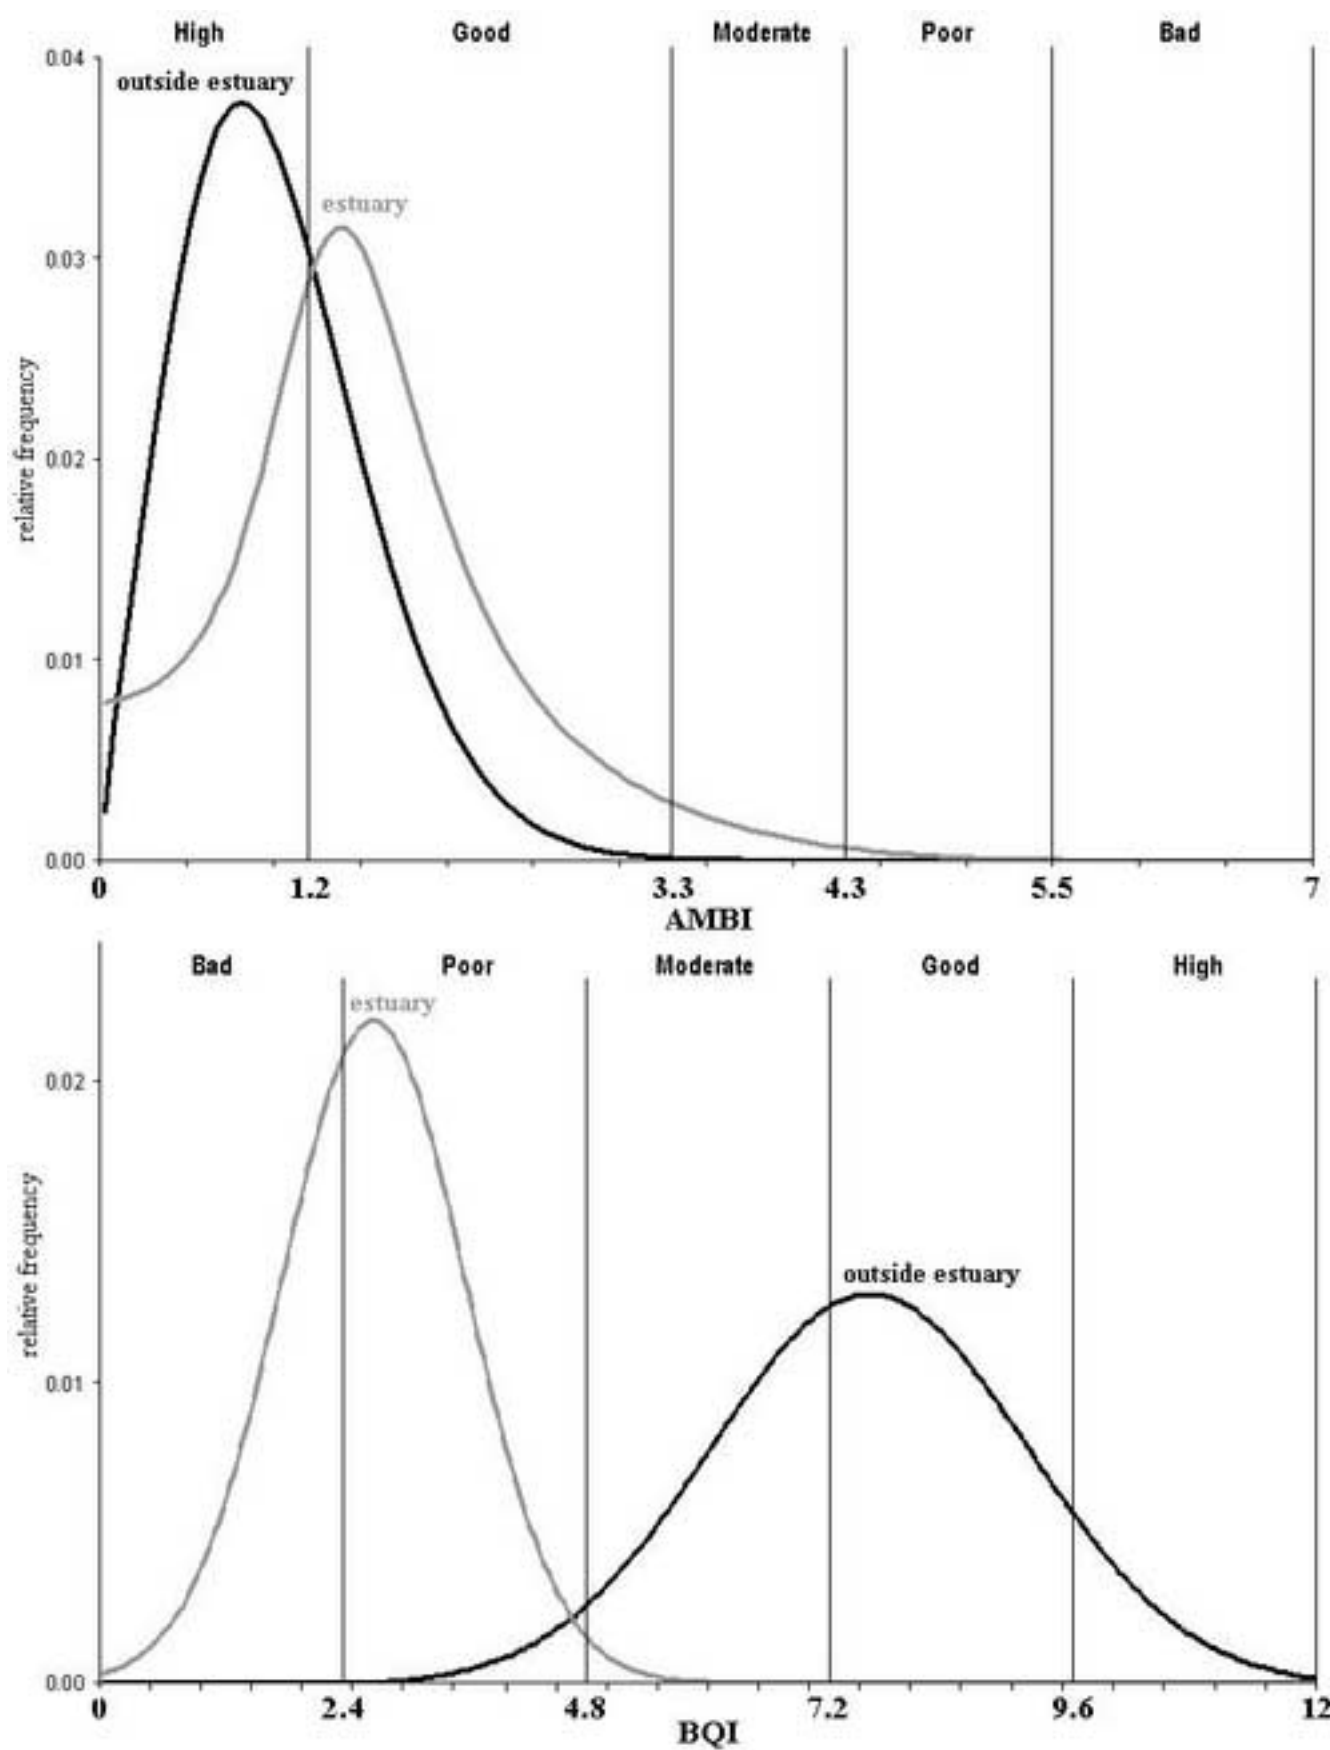 High Good Moderate Poor Bad
0.04
outside estuary
estuary
0.03
relative frequency
0.02
0.01
0.00
0 1.2 3.3 4.3 5.5 7
AMBI
Bad Poor Moderate Good High
estuary
0.02
relative frequency
outside estuary
0.01
0.00
0 2.4 4.8 7.2 9.6 12
BQI